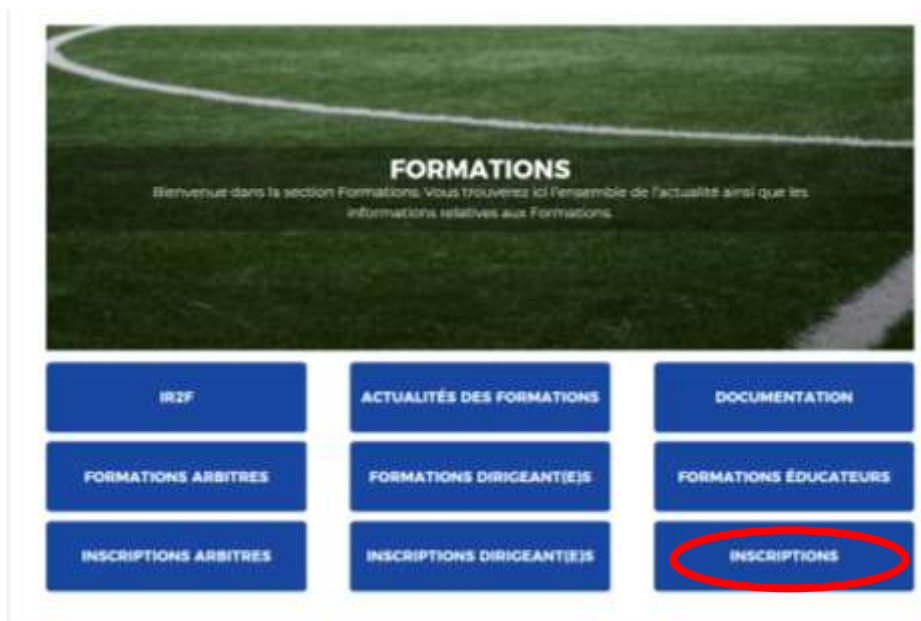 FORMATIONS
Bienvenue dans la section Formations. Vous trouverez ici l'ensemble de l'actualité ainsi que les
informations relatives aux Formations.
IR2F
ACTUALITÉS DES FORMATIONS
DOCUMENTATION
FORMATIONS ARBITRES
FORMATIONS DIRIGEANT(E)S
FORMATIONS ÉDUCATEURS
INSCRIPTIONS ARBITRES
INSCRIPTIONS DIRIGEANT(E)S
INSCRIPTIONS